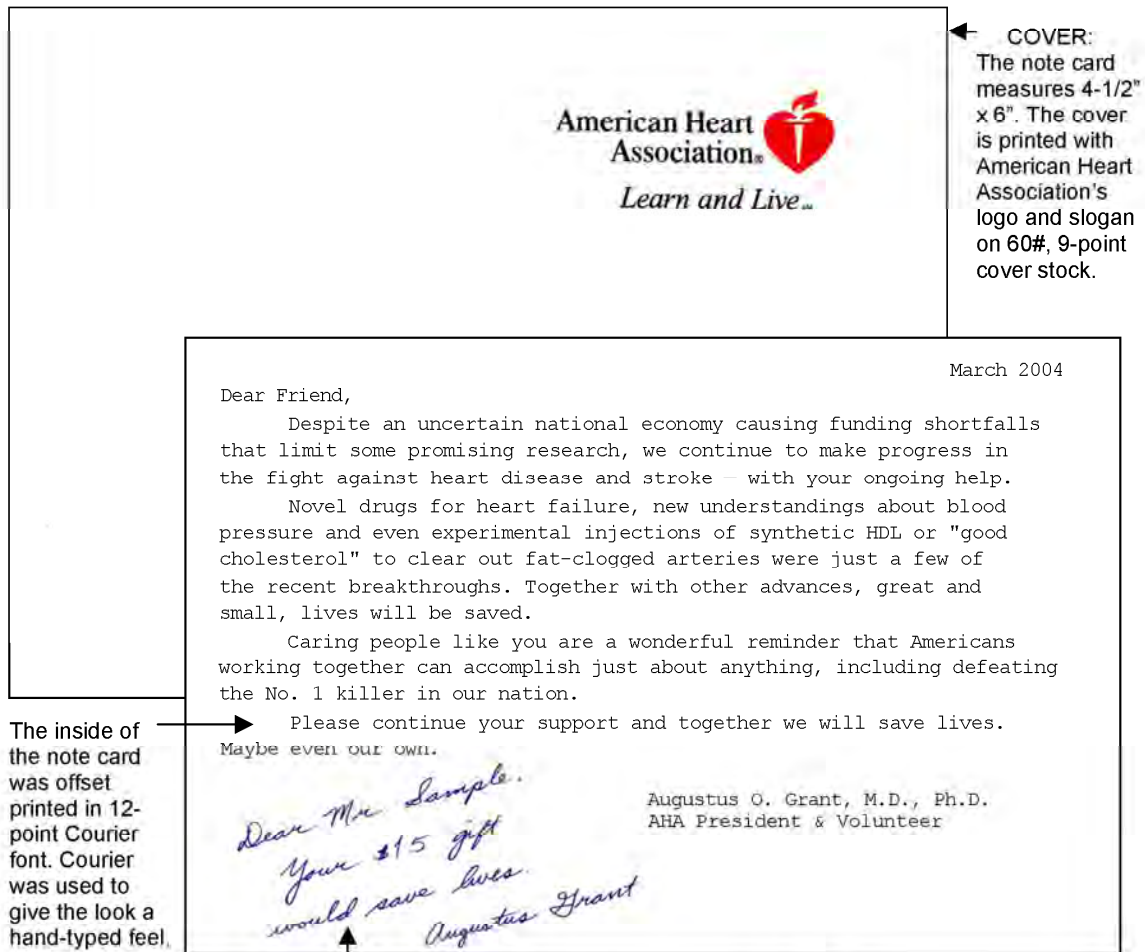 American Heart
Association®
Learn and Live℠
COVER:
The note card
measures 4-1/2"
x 6". The cover
is printed with
American Heart
Association's
logo and slogan
on 60#, 9-point
cover stock.
March 2004
Dear Friend,
Despite an uncertain national economy causing funding shortfalls
that limit some promising research, we continue to make progress in
the fight against heart disease and stroke – with your ongoing help.
Novel drugs for heart failure, new understandings about blood
pressure and even experimental injections of synthetic HDL or "good
cholesterol" to clear out fat-clogged arteries were just a few of
the recent breakthroughs. Together with other advances, great and
small, lives will be saved.
Caring people like you are a wonderful reminder that Americans
working together can accomplish just about anything, including defeating
the No. 1 killer in our nation.
Please continue your support and together we will save lives.
Maybe even our own.
Augustus O. Grant, M.D., Ph.D.
AHA President & Volunteer
Dear Mr Sample.
Your $15 gift
would save lives.
Augustus Grant
The inside of
the note card
was offset
printed in 12-
point Courier
font. Courier
was used to
give the look a
hand-typed feel.